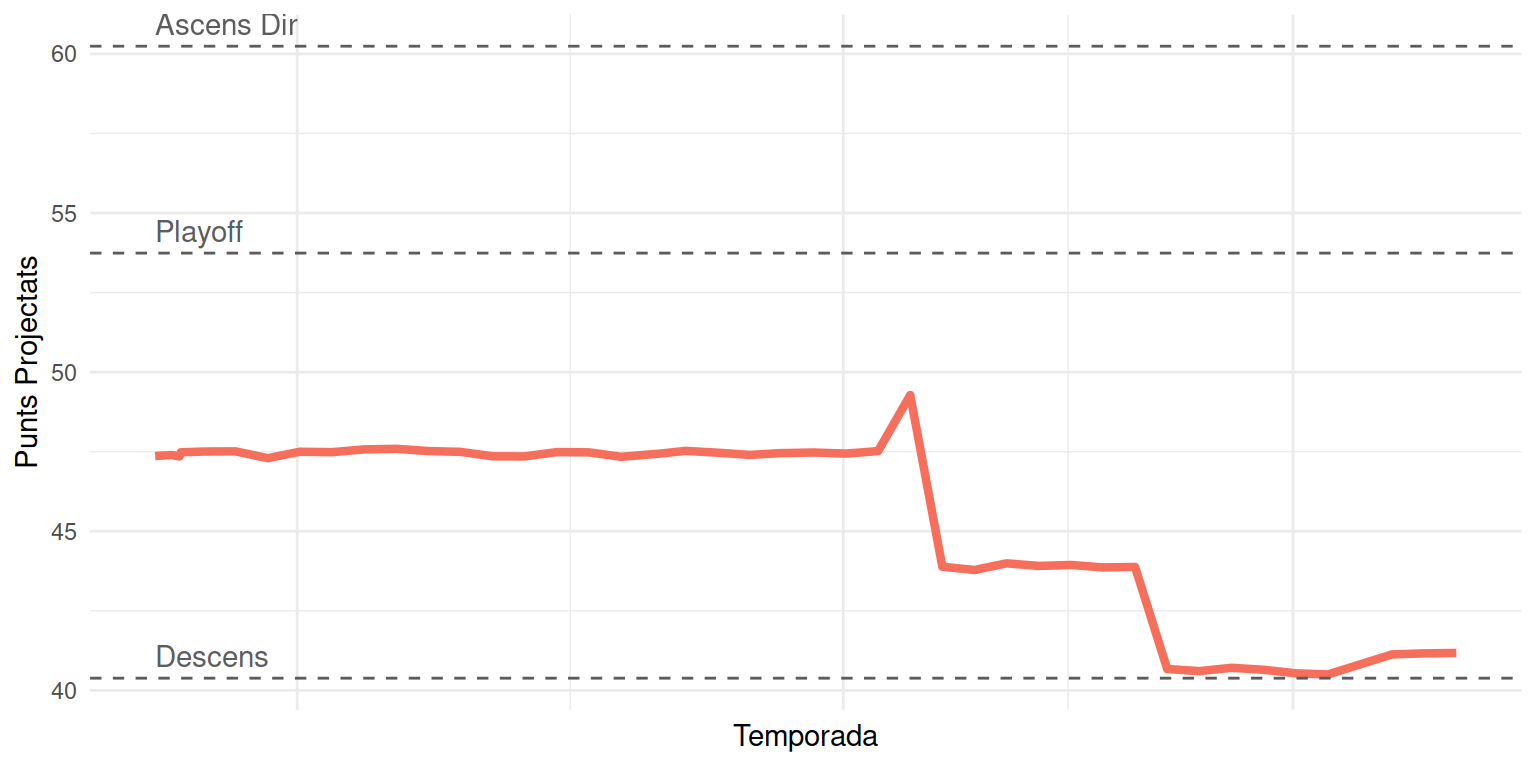 Ascens Dir
60
55
Playoff
Punts Projectats
50
45
Descens
40
Temporada